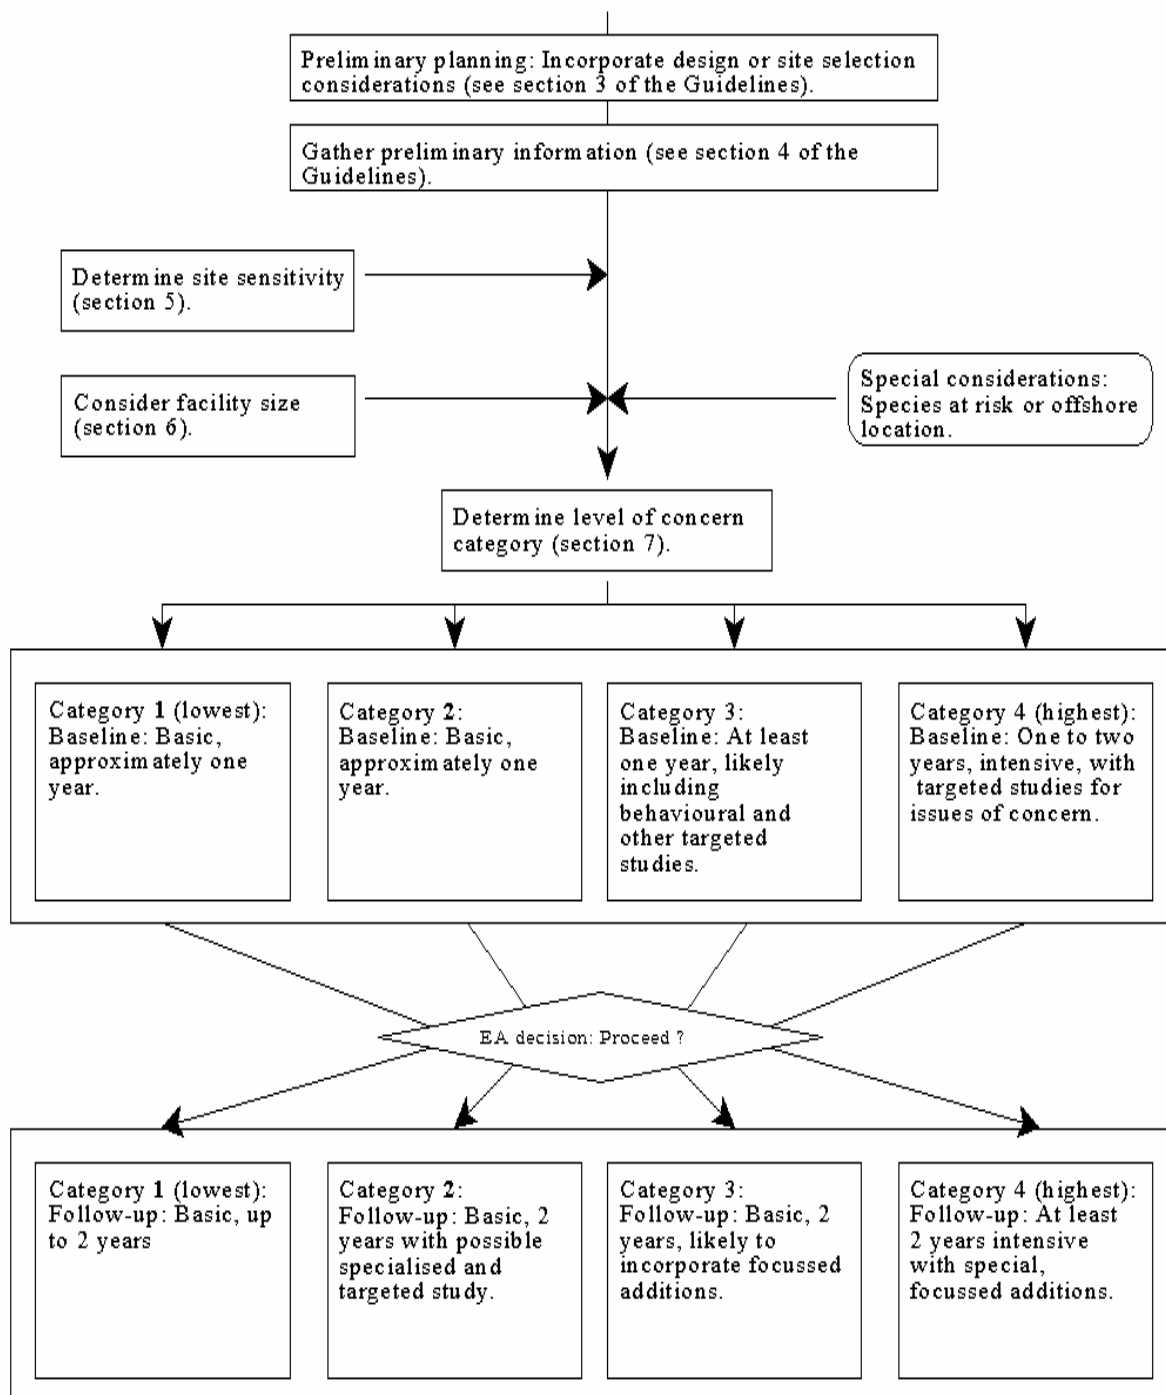 Preliminary planning: Incorporate design or site selection
considerations (see section 3 of the Guidelines).
Gather preliminary information (see section 4 of the
Guidelines).
Determine site sensitivity
(section 5).
Consider facility size
(section 6).
Special considerations:
Species at risk or offshore
location.
Determine level of concern
category (section 7).
Category 1 (lowest):
Baseline: Basic,
approximately one
year.
Category 2:
Baseline: Basic,
approximately one
year.
Category 3:
Baseline: At least
one year, likely
including
behavioural and
other targeted
studies.
Category 4 (highest):
Baseline: One to two
years, intensive, with
targeted studies for
issues of concern.
EA decision: Proceed ?
Category 1 (lowest):
Follow-up: Basic, up
to 2 years
Category 2:
Follow-up: Basic, 2
years with possible
specialised and
targeted study.
Category 3:
Follow-up: Basic, 2
years, likely to
incorporate focussed
additions.
Category 4 (highest):
Follow-up: At least
2 years intensive
with special,
focussed additions.